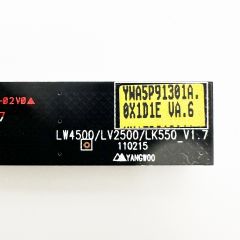 -02V0▲
YWA5P91301A.
0X1D1E VA.6
LW4500/LV2500/LK550_V1.7
110215
YANGWOO